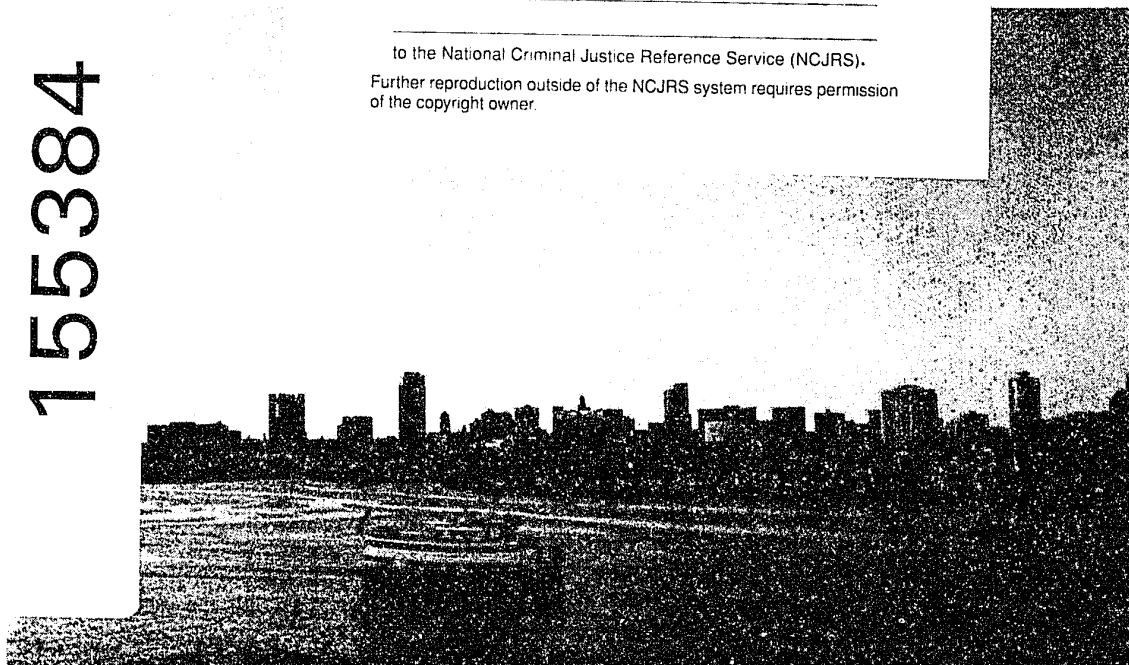 to the National Criminal Justice Reference Service (NCJRS).
Further reproduction outside of the NCJRS system requires permission
of the copyright owner.
155384